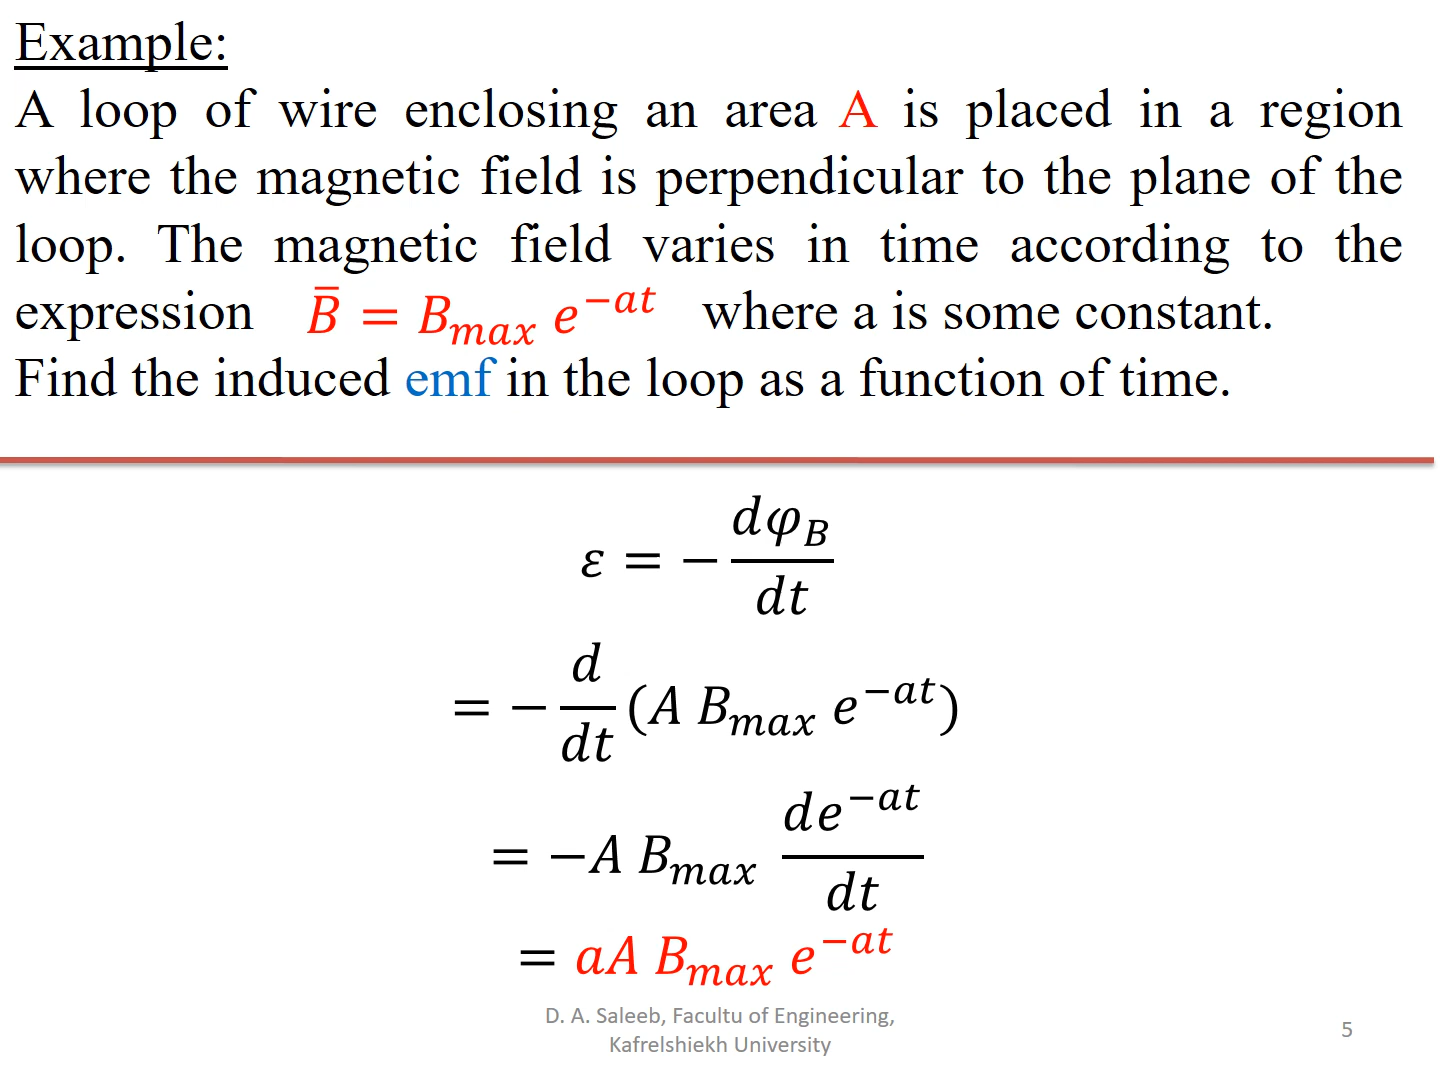 Example:
A loop of wire enclosing an area A is placed in a region
where the magnetic field is perpendicular to the plane of the
loop. The magnetic field varies in time according to the
expression B̅ = B_max e^{-at} where a is some constant.
Find the induced emf in the loop as a function of time.
ε = − dφ_B / dt
= − d/dt (A B_max e^{−at})
= −A B_max de^{−at} / dt
= aA B_max e^{−at}
D. A. Saleeb, Facultu of Engineering,
Kafrelshiekh University
5